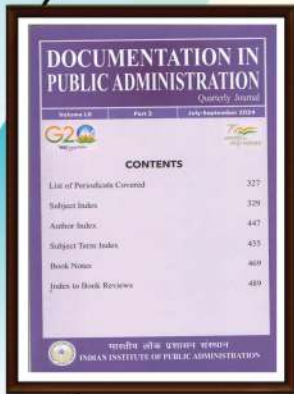 DOCUMENTATION IN
PUBLIC ADMINISTRATION
Quarterly Journal
Volume LII Part 3 July-September 2024
G20
CONTENTS
List of Periodicals Covered 327
Subject Index 329
Author Index 447
Subject Term Index 455
Book Notes 469
Index to Book Reviews 489
भारतीय लोक प्रशासन संस्थान
INDIAN INSTITUTE OF PUBLIC ADMINISTRATION